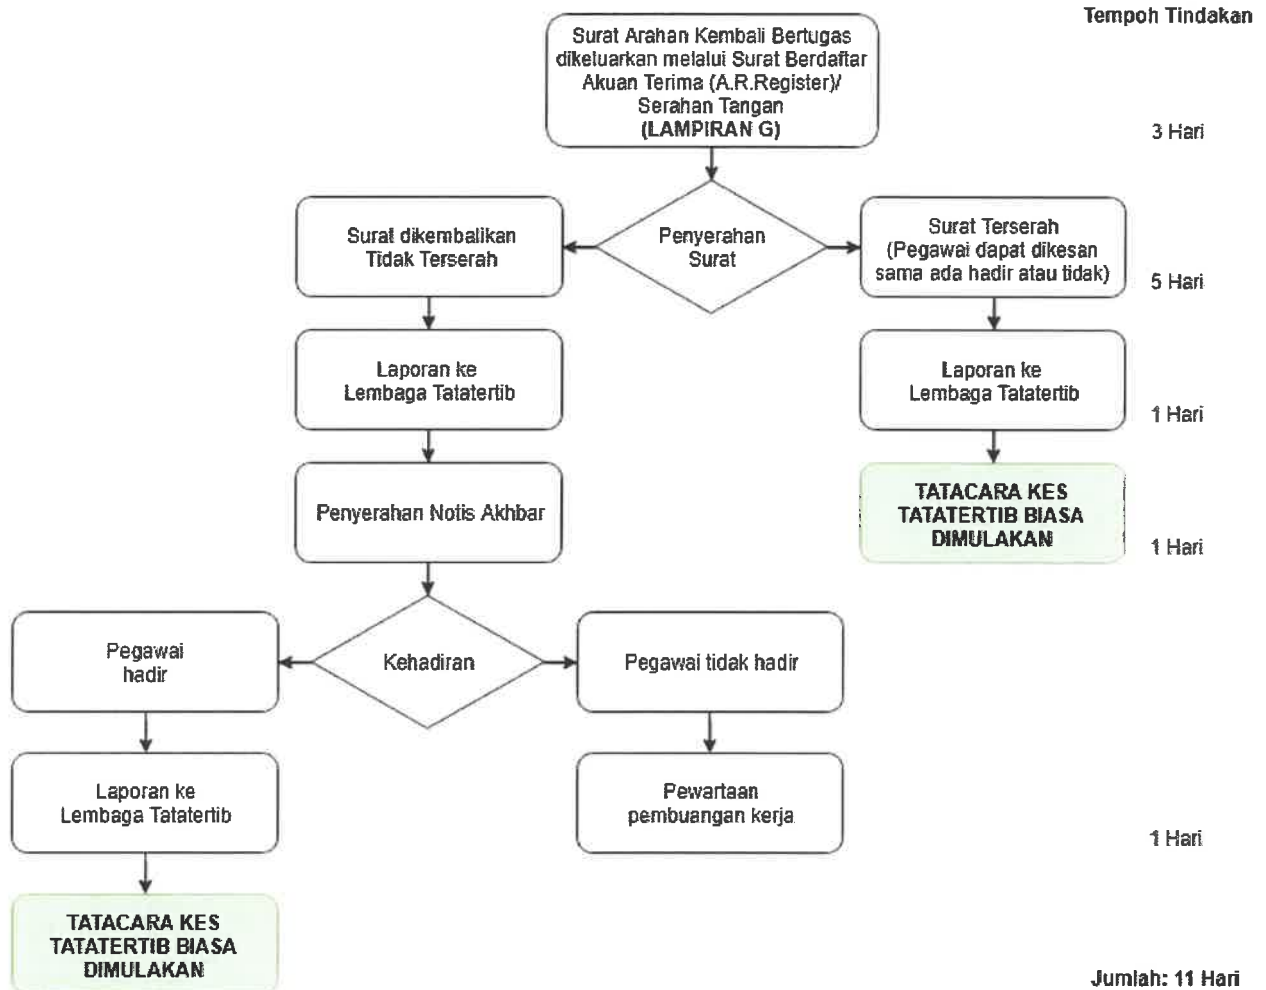 Tempoh Tindakan
Surat Arahan Kembali Bertugas
dikeluarkan melalui Surat Berdaftar
Akuan Terima (A.R.Register)/
Serahan Tangan
(LAMPIRAN G)
3 Hari
Surat dikembalikan
Tidak Terserah
Penyerahan
Surat
Surat Terserah
(Pegawai dapat dikesan
sama ada hadir atau tidak)
5 Hari
Laporan ke
Lembaga Tatatertib
Laporan ke
Lembaga Tatatertib
1 Hari
Penyerahan Notis Akhbar
TATACARA KES
TATATERTIB BIASA
DIMULAKAN
1 Hari
Pegawai
hadir
Kehadiran
Pegawai tidak hadir
Laporan ke
Lembaga Tatatertib
Pewartaan
pembuangan kerja
1 Hari
TATACARA KES
TATATERTIB BIASA
DIMULAKAN
Jumlah: 11 Hari